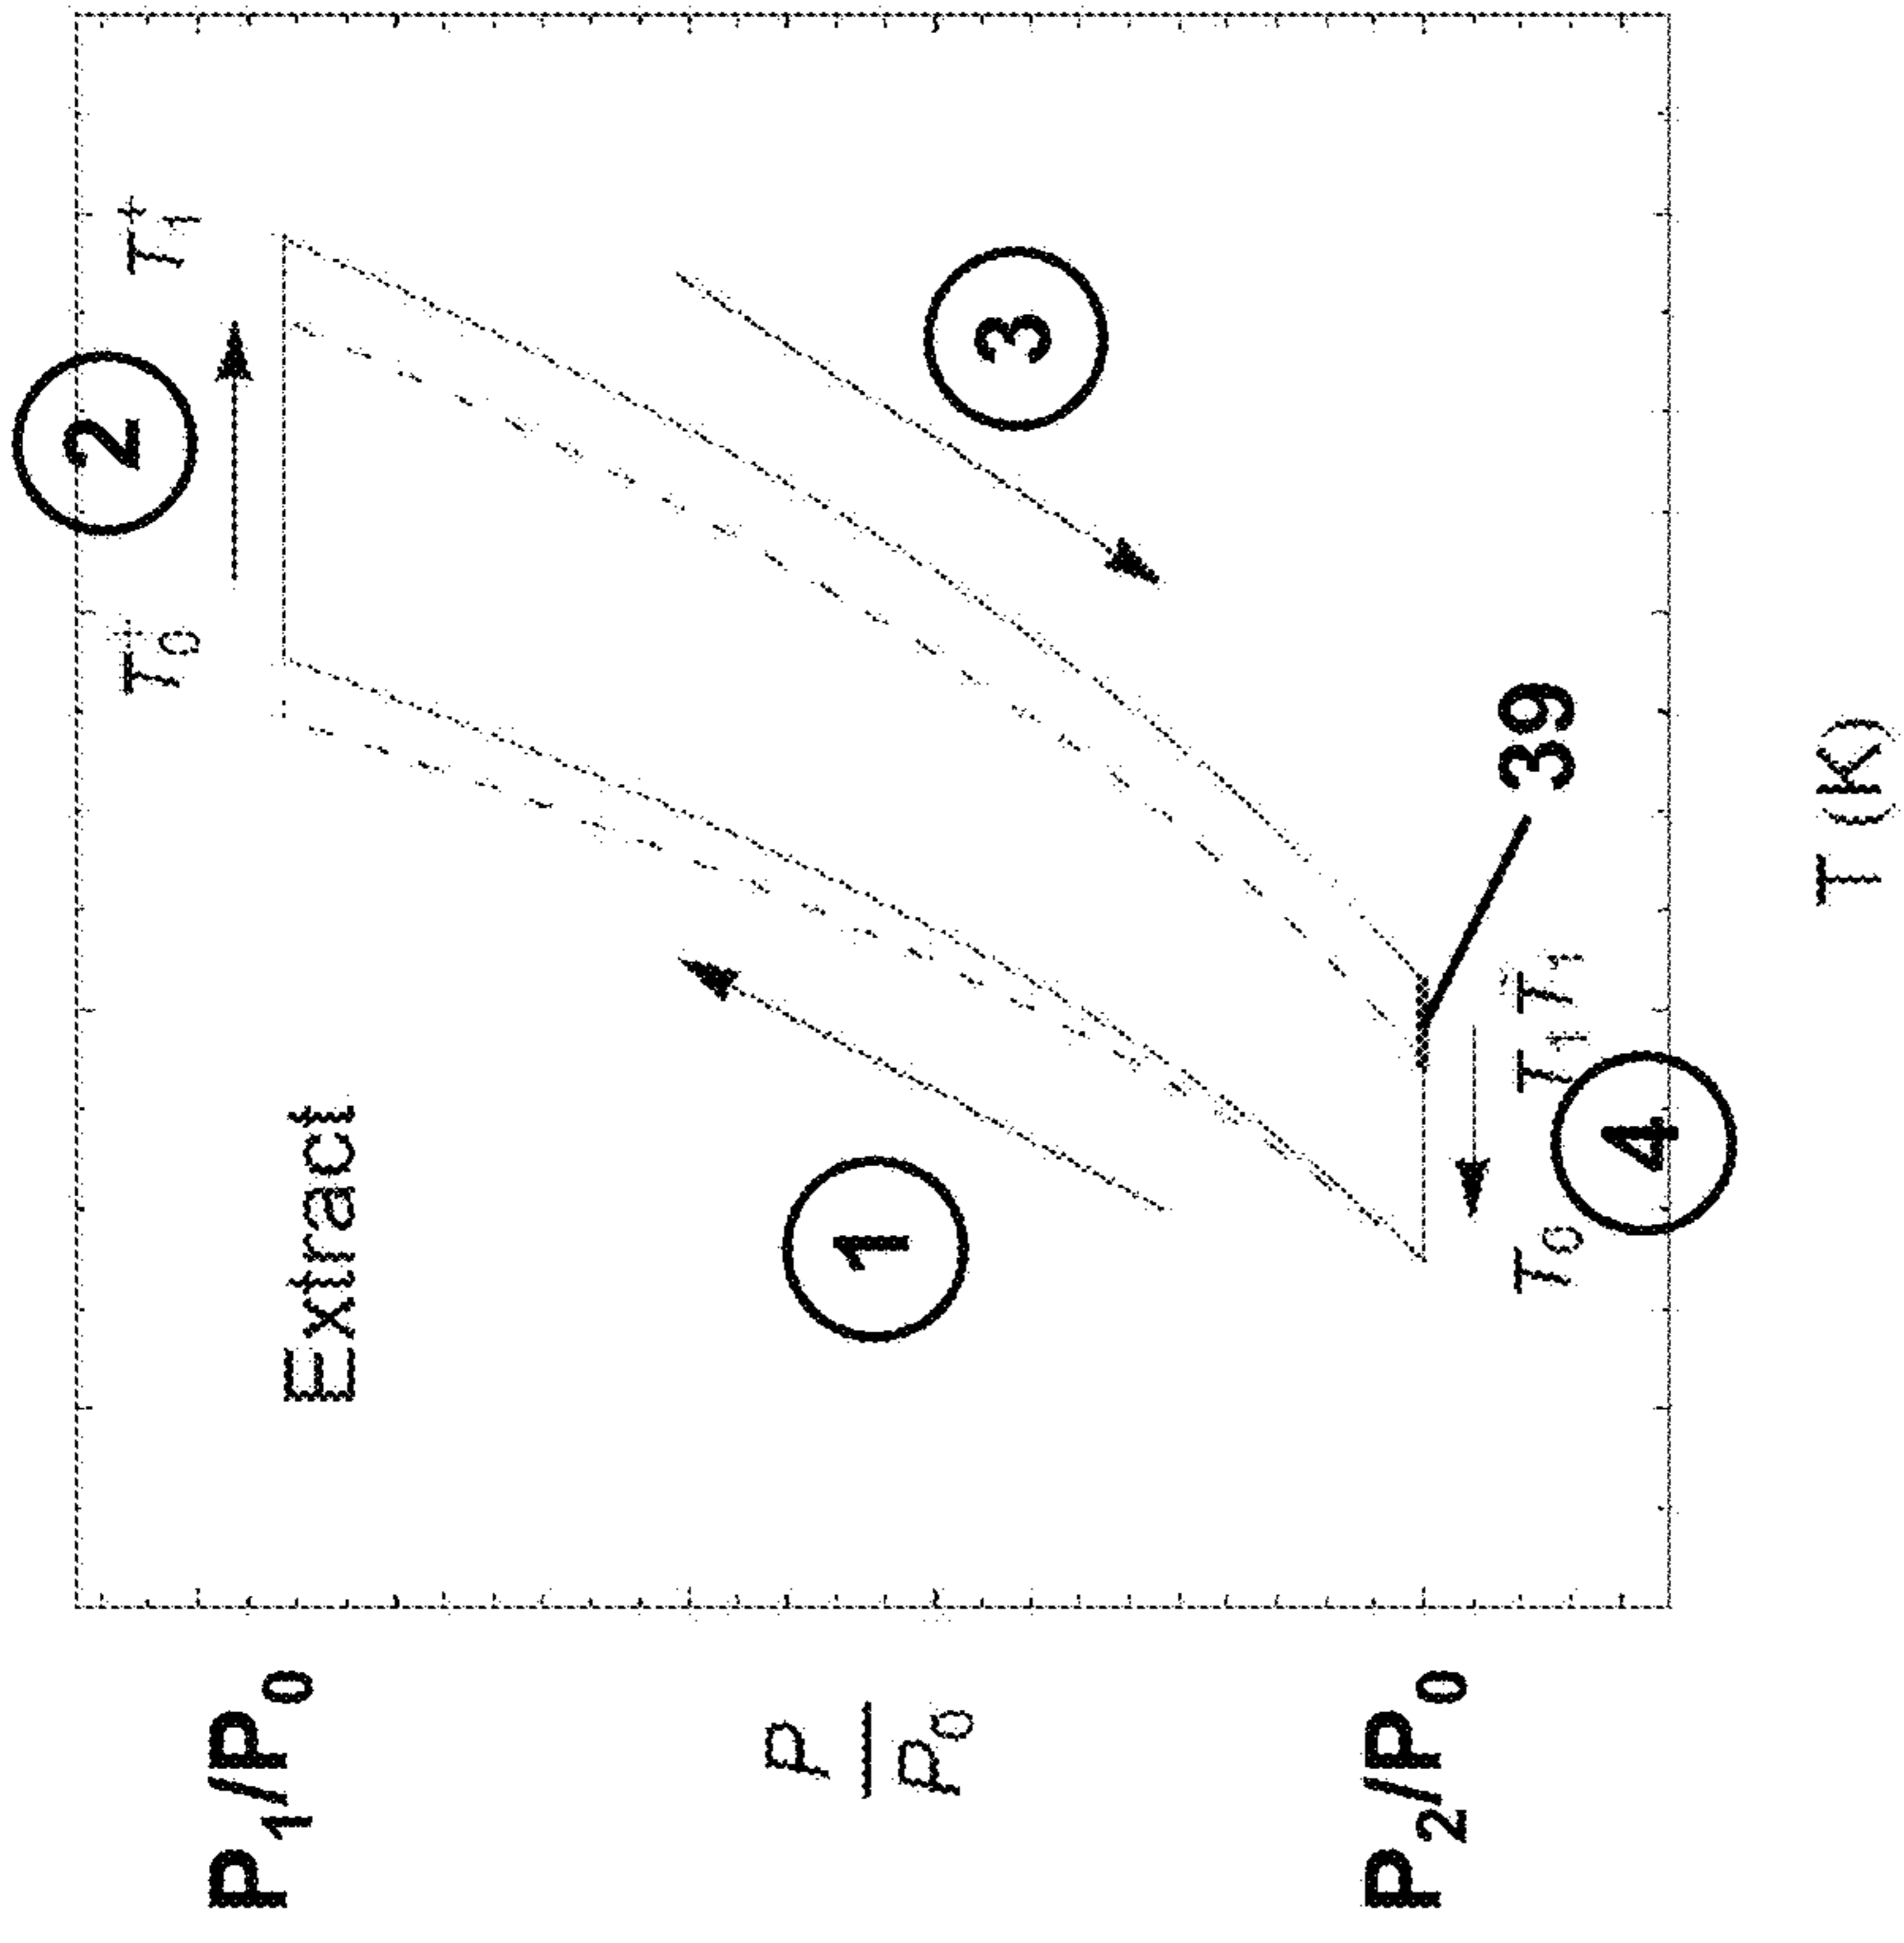 2
T₀⁺ T₁⁺
P₁/P₀
Extract
3
1
P
P₀
P₂/P₀
39
T₀ T₁ T₁
4
T (K)